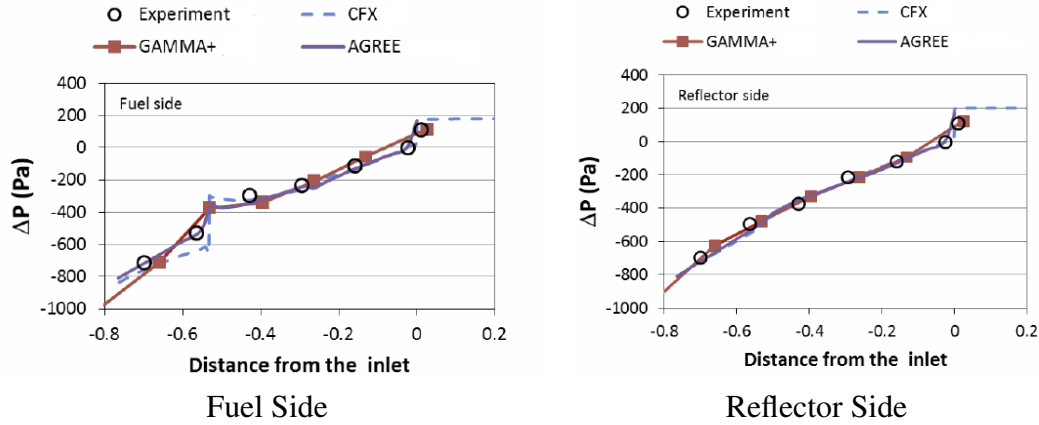 Experiment
CFX
GAMMA+
AGREE
400
Fuel side
200
0
-200
-400
-600
-800
-1000
ΔP (Pa)
-0.8
-0.6
-0.4
-0.2
0
0.2
Distance from the inlet
Fuel Side
Experiment
CFX
GAMMA+
AGREE
400
Reflector side
200
0
-200
-400
-600
-800
-1000
ΔP (Pa)
-0.8
-0.6
-0.4
-0.2
0
0.2
Distance from the inlet
Reflector Side